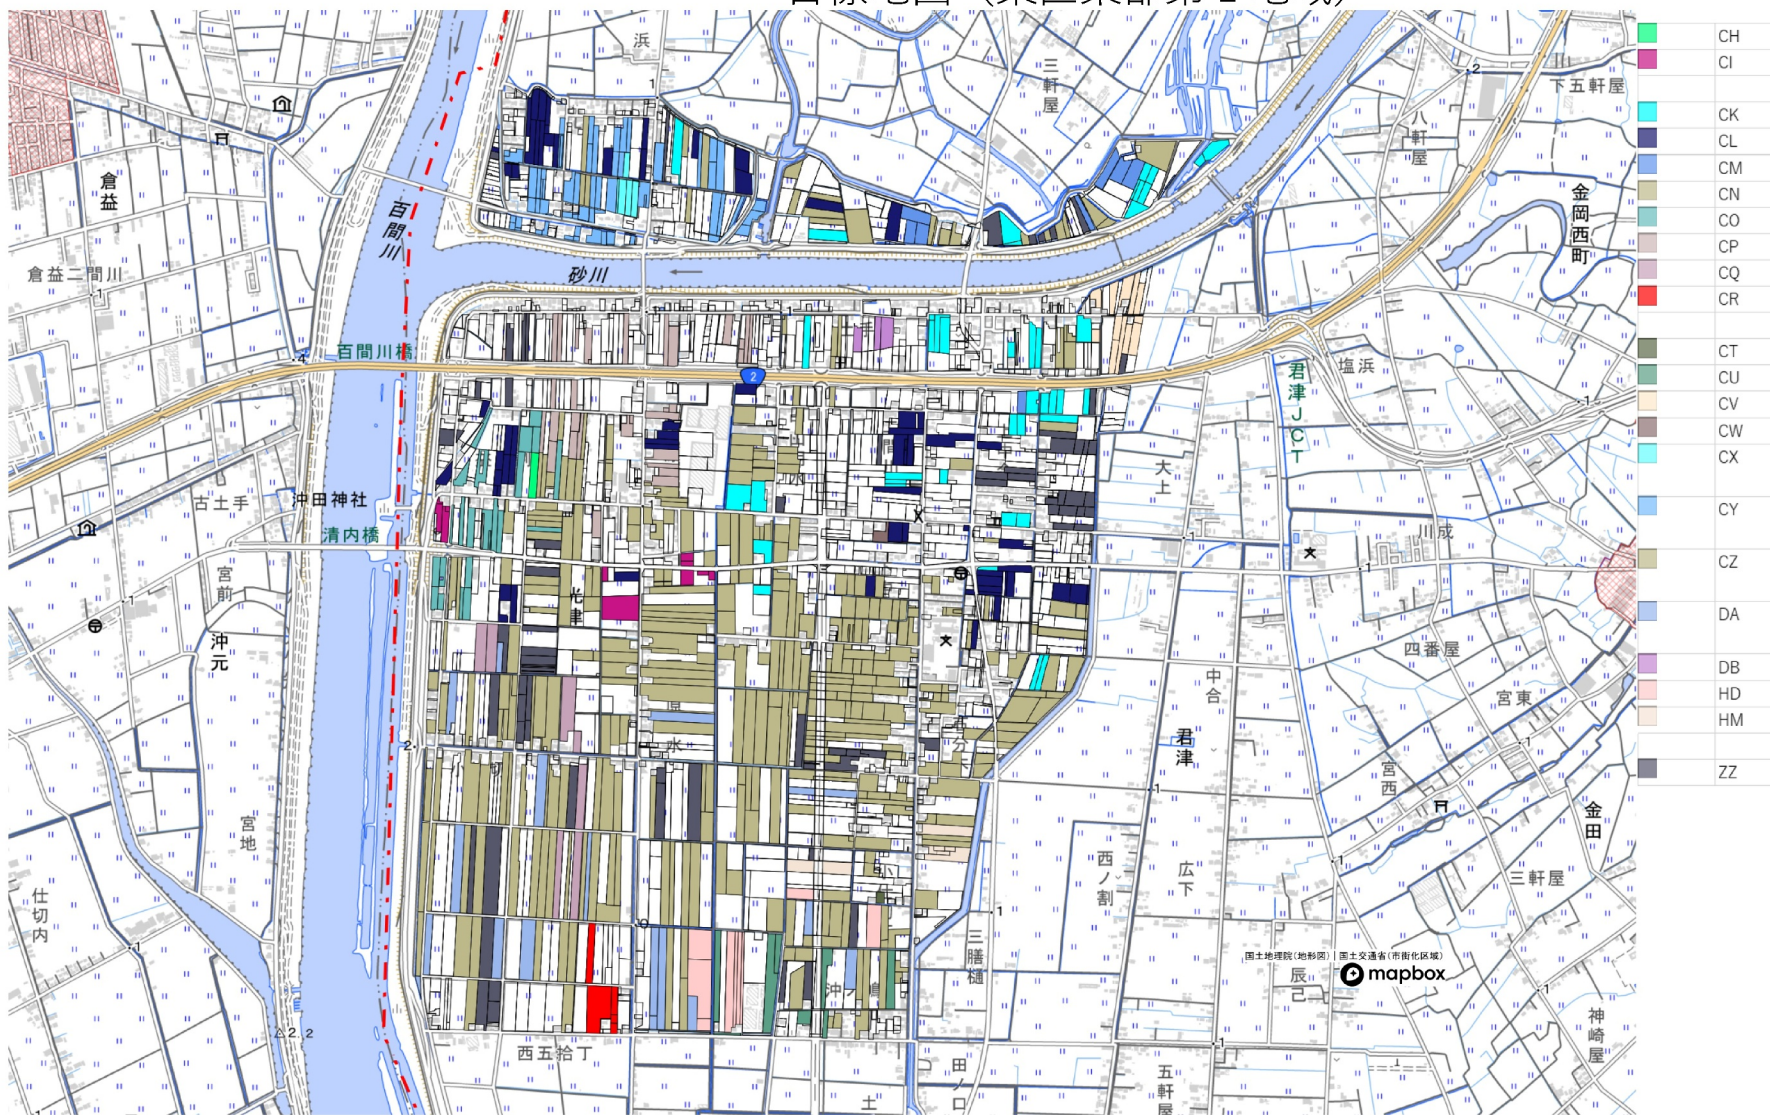 浜
三軒屋
下五軒屋
八軒屋
倉益
百間川
金岡西町
倉益二間川
砂川
百間川橋
2
君津JCT
塩浜
大上
古土手
沖田神社
清内橋
川成
宮前
光津
沖元
四番屋
中合
宮東
君津
宮西
金田
宮地
西ノ割
広下
三軒屋
仕切内
三膳樋
国土地理院(地形図) | 国土交通省(市街化区域)
mapbox
辰己
神崎屋
西五拾丁
田ノ口
五軒屋
土
CH
CI
CK
CL
CM
CN
CO
CP
CQ
CR
CT
CU
CV
CW
CX
CY
CZ
DA
DB
HD
HM
ZZ